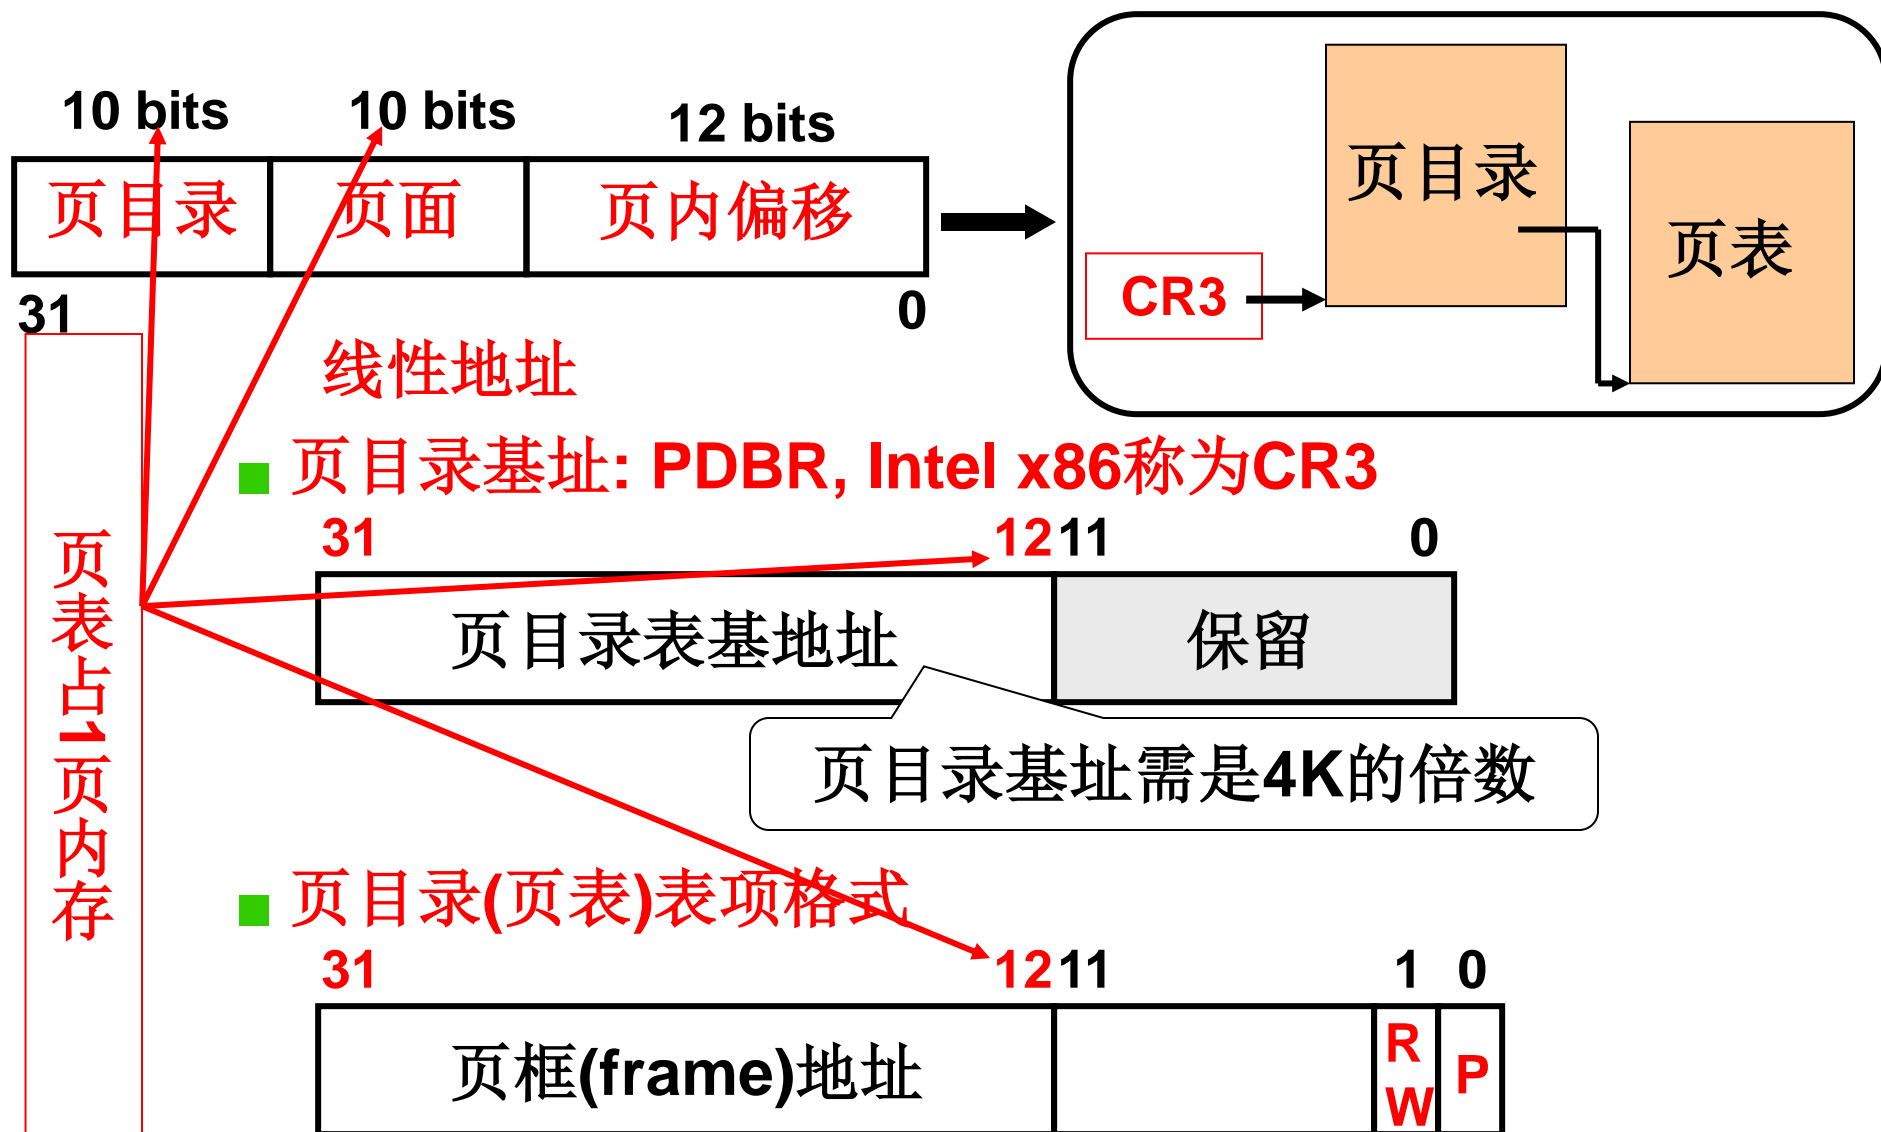 10 bits 10 bits 12 bits
页目录 页面 页内偏移
31 0
线性地址
页目录
页表
CR3
页目录基址: PDBR, Intel x86称为CR3
31 12 11 0
页目录表基地址 保留
页目录基址需是4K的倍数
页表占1页内存
页目录(页表)表项格式
31 12 11 1 0
页框(frame)地址 RW P